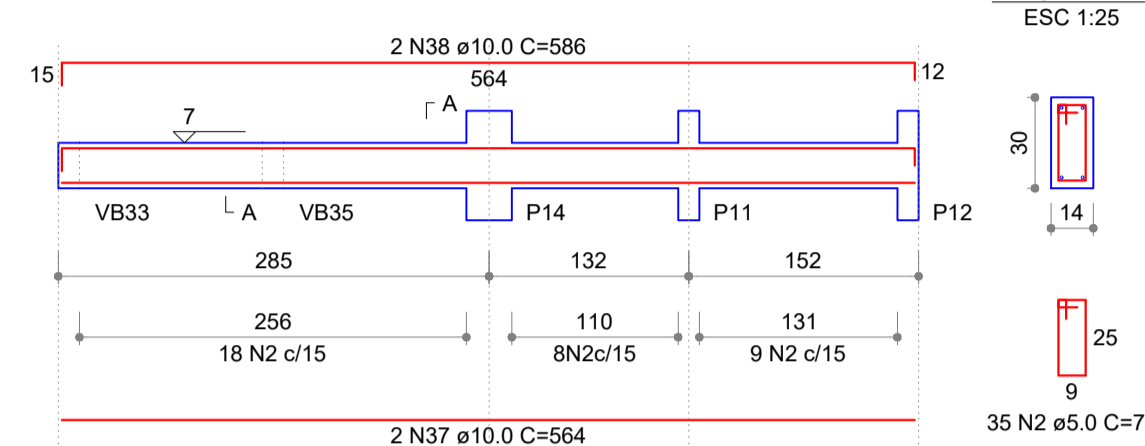 ESC 1:25
2 N38 ø10.0 C=586
15
564
12
A
7
30
A
VB33
VB35
P14
P11
P12
14
285
132
152
256
110
131
18 N2 c/15
8N2c/15
9 N2 c/15
25
9
35 N2 ø5.0 C=7
2 N37 ø10.0 C=564